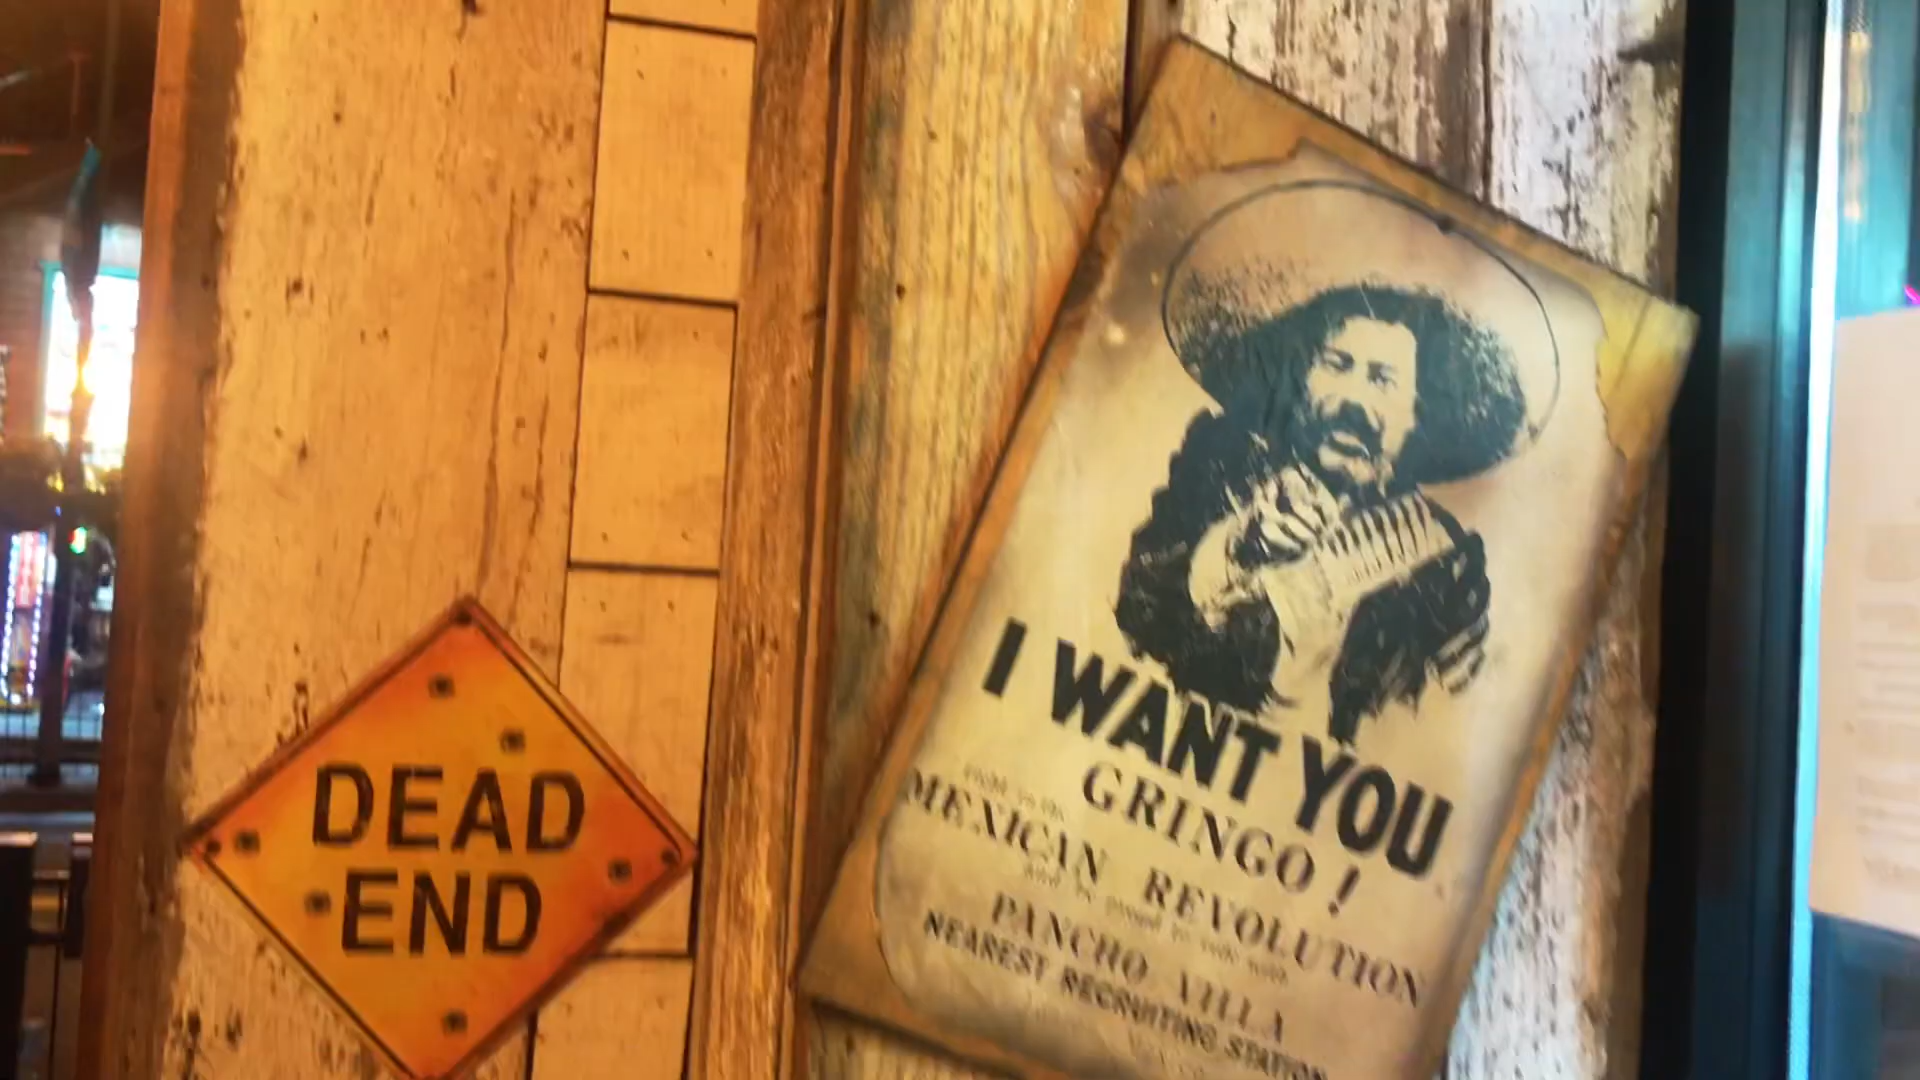 DEAD
END
I WANT YOU
GRINGO !
MEXICAN REVOLUTION
PANCHO VILLA
NEAREST RECRUITING STATION